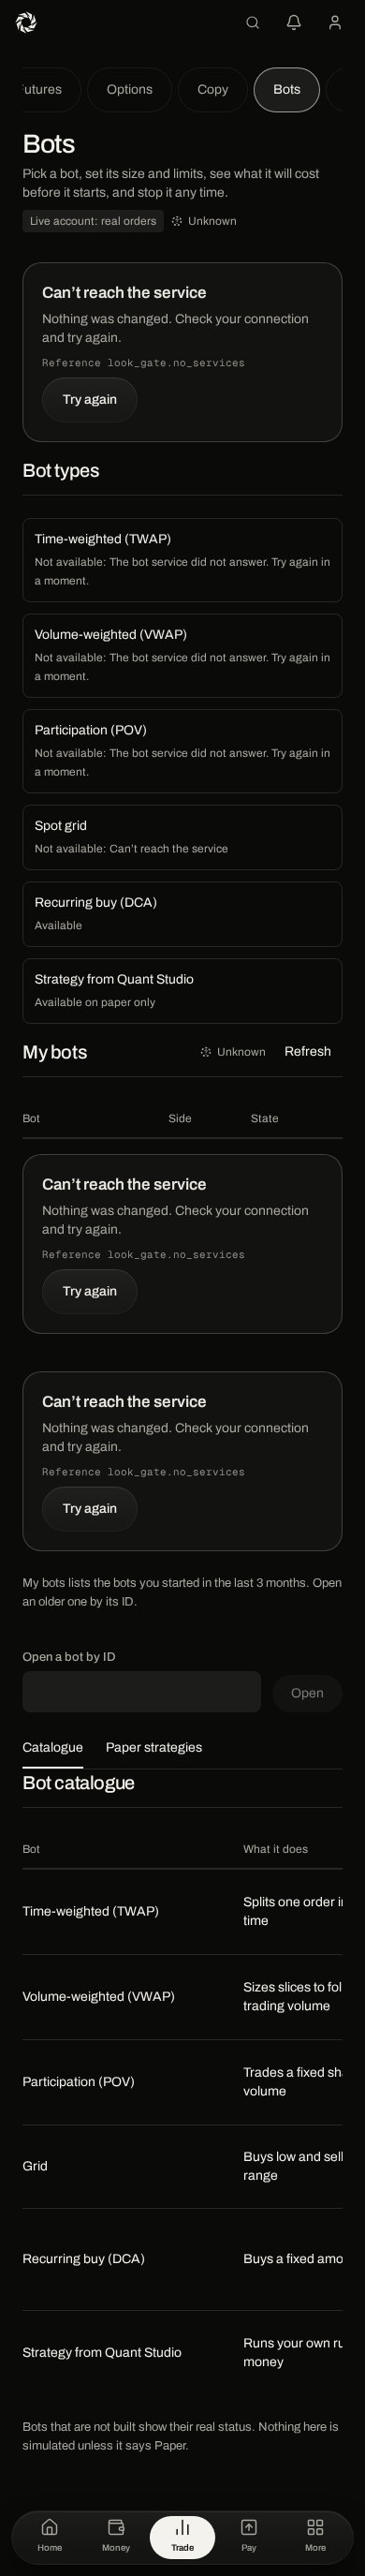 Futures
Options
Copy
Bots
Bots
Pick a bot, set its size and limits, see what it will cost
before it starts, and stop it any time.
Live account: real orders
Unknown
Can’t reach the service
Nothing was changed. Check your connection
and try again.
Reference look_gate.no_services
Try again
Bot types
Time-weighted (TWAP)
Not available: The bot service did not answer. Try again in
a moment.
Volume-weighted (VWAP)
Not available: The bot service did not answer. Try again in
a moment.
Participation (POV)
Not available: The bot service did not answer. Try again in
a moment.
Spot grid
Not available: Can’t reach the service
Recurring buy (DCA)
Available
Strategy from Quant Studio
Available on paper only
My bots
Unknown
Refresh
Bot Side State
Can’t reach the service
Nothing was changed. Check your connection
and try again.
Reference look_gate.no_services
Try again
Can’t reach the service
Nothing was changed. Check your connection
and try again.
Reference look_gate.no_services
Try again
My bots lists the bots you started in the last 3 months. Open
an older one by its ID.
Open a bot by ID
Open
Catalogue Paper strategies
Bot catalogue
Bot What it does
Time-weighted (TWAP)
Splits one order
time
Volume-weighted (VWAP)
Sizes slices to
trading volume
Participation (POV)
Trades a fixed
volume
Grid
Buys low and
range
Recurring buy (DCA)
Buys a fixed
Strategy from Quant Studio
Runs your own
money
Bots that are not built show their real status. Nothing here is
simulated unless it says Paper.
Home Money Trade Pay More